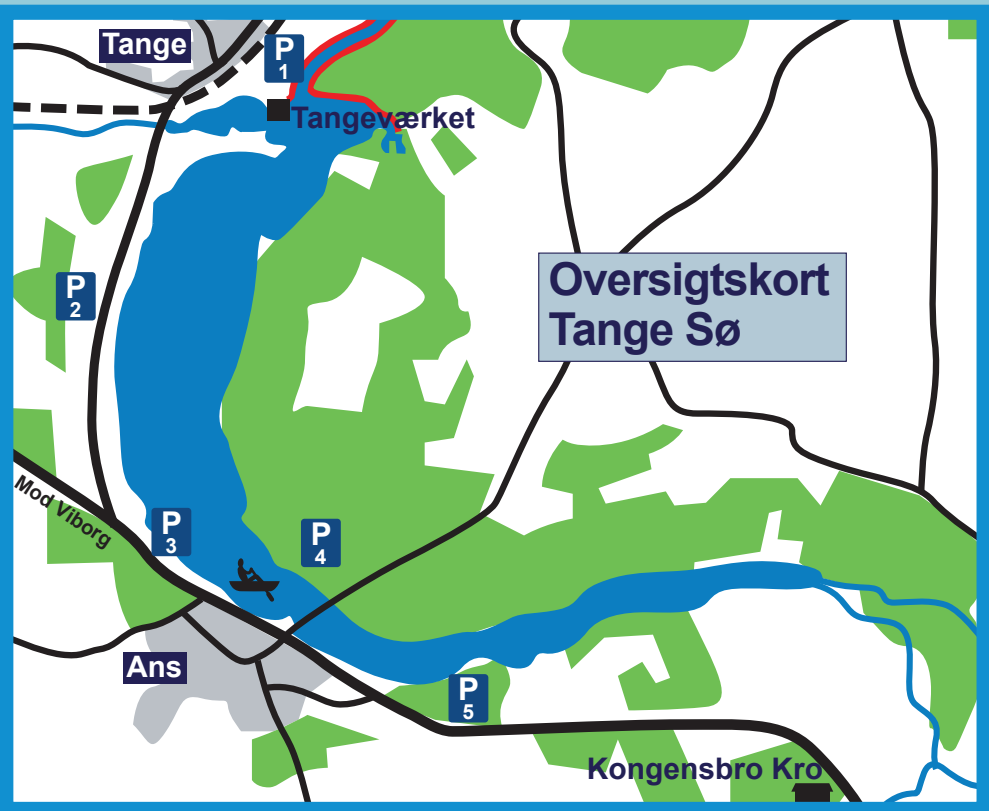 Tange
P
1
Tangeværket
P
2
Oversigtskort
Tange Sø
Mod Viborg
P
3
P
4
Ans
P
5
Kongensbro Kro